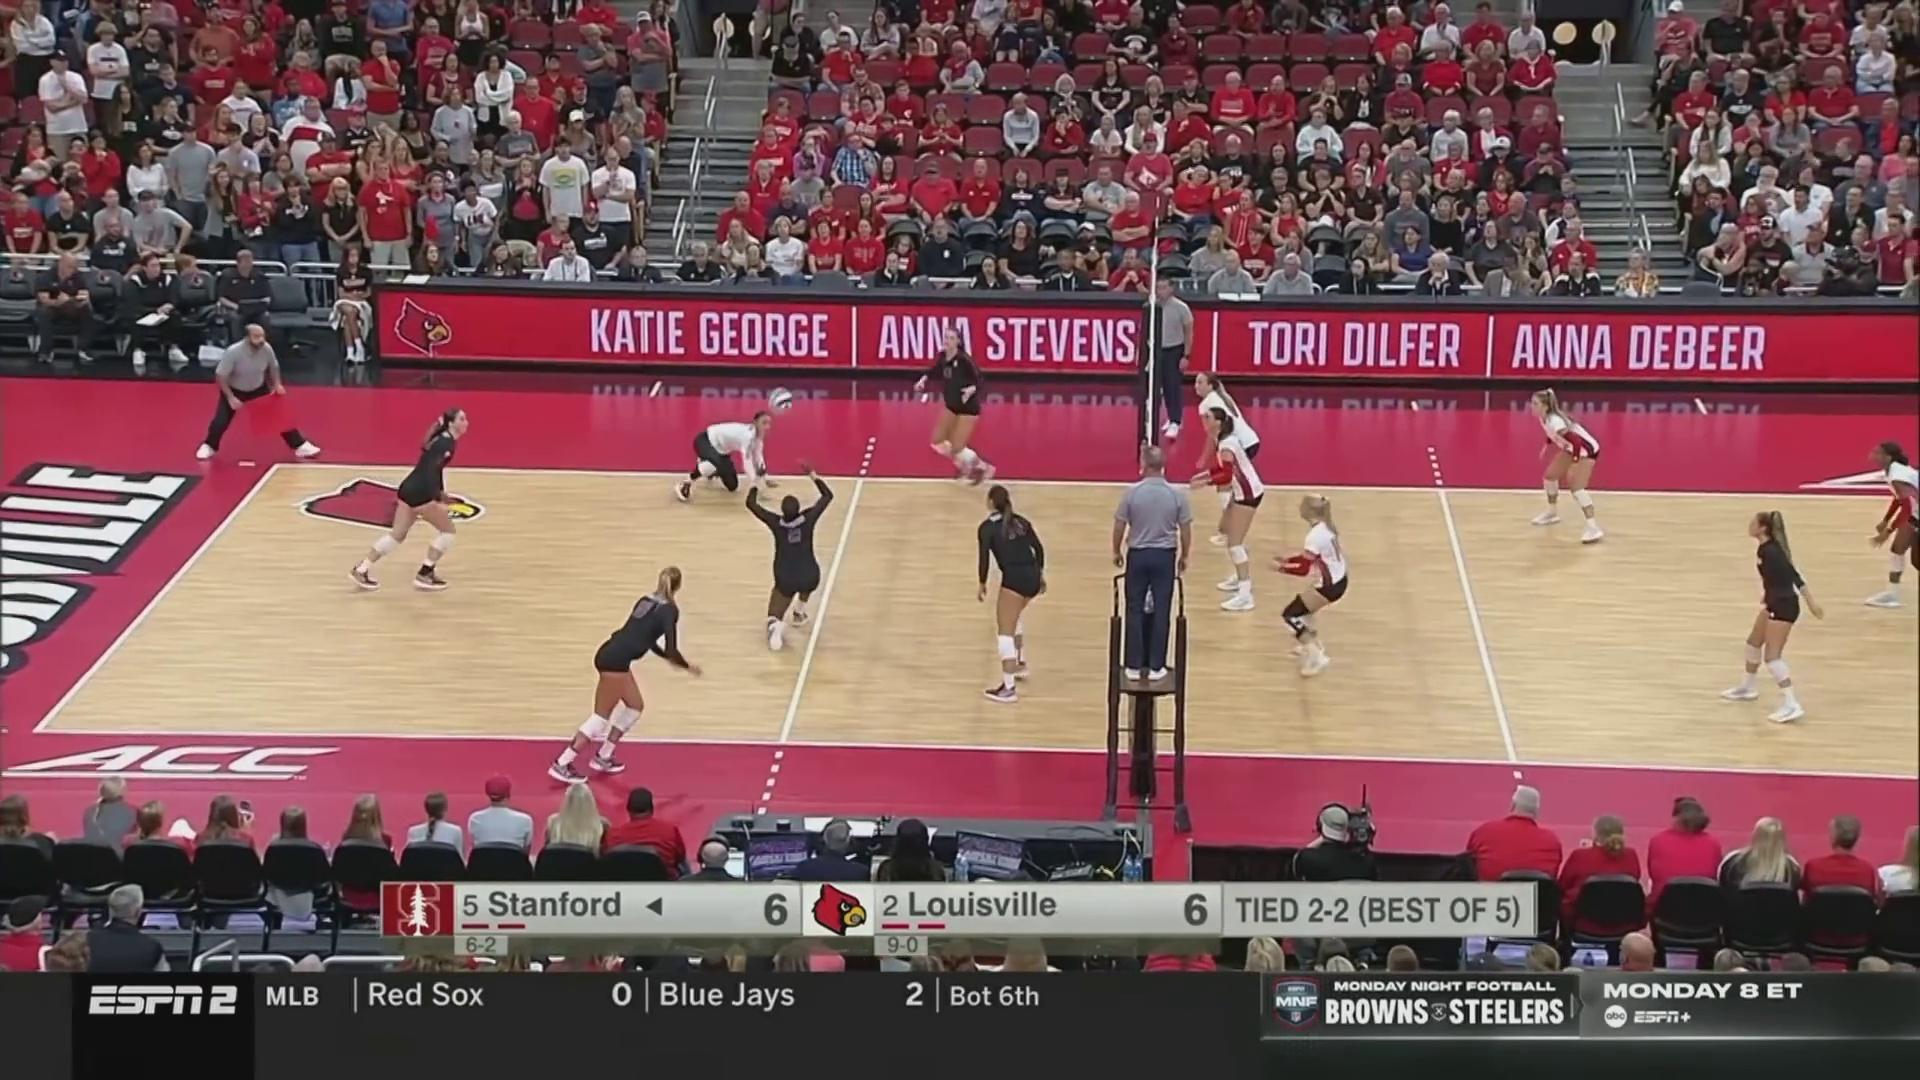 KATIE GEORGE | ANNA STEVENS | TORI DILFER | ANNA DEBEER
ACC
5 Stanford ◄ 6
6-2
2 Louisville 6
9-0
TIED 2-2 (BEST OF 5)
ESPN2 MLB | Red Sox 0 | Blue Jays 2 | Bot 6th
MNF
MONDAY NIGHT FOOTBALL
BROWNS STEELERS
MONDAY 8 ET
abc ESPN+